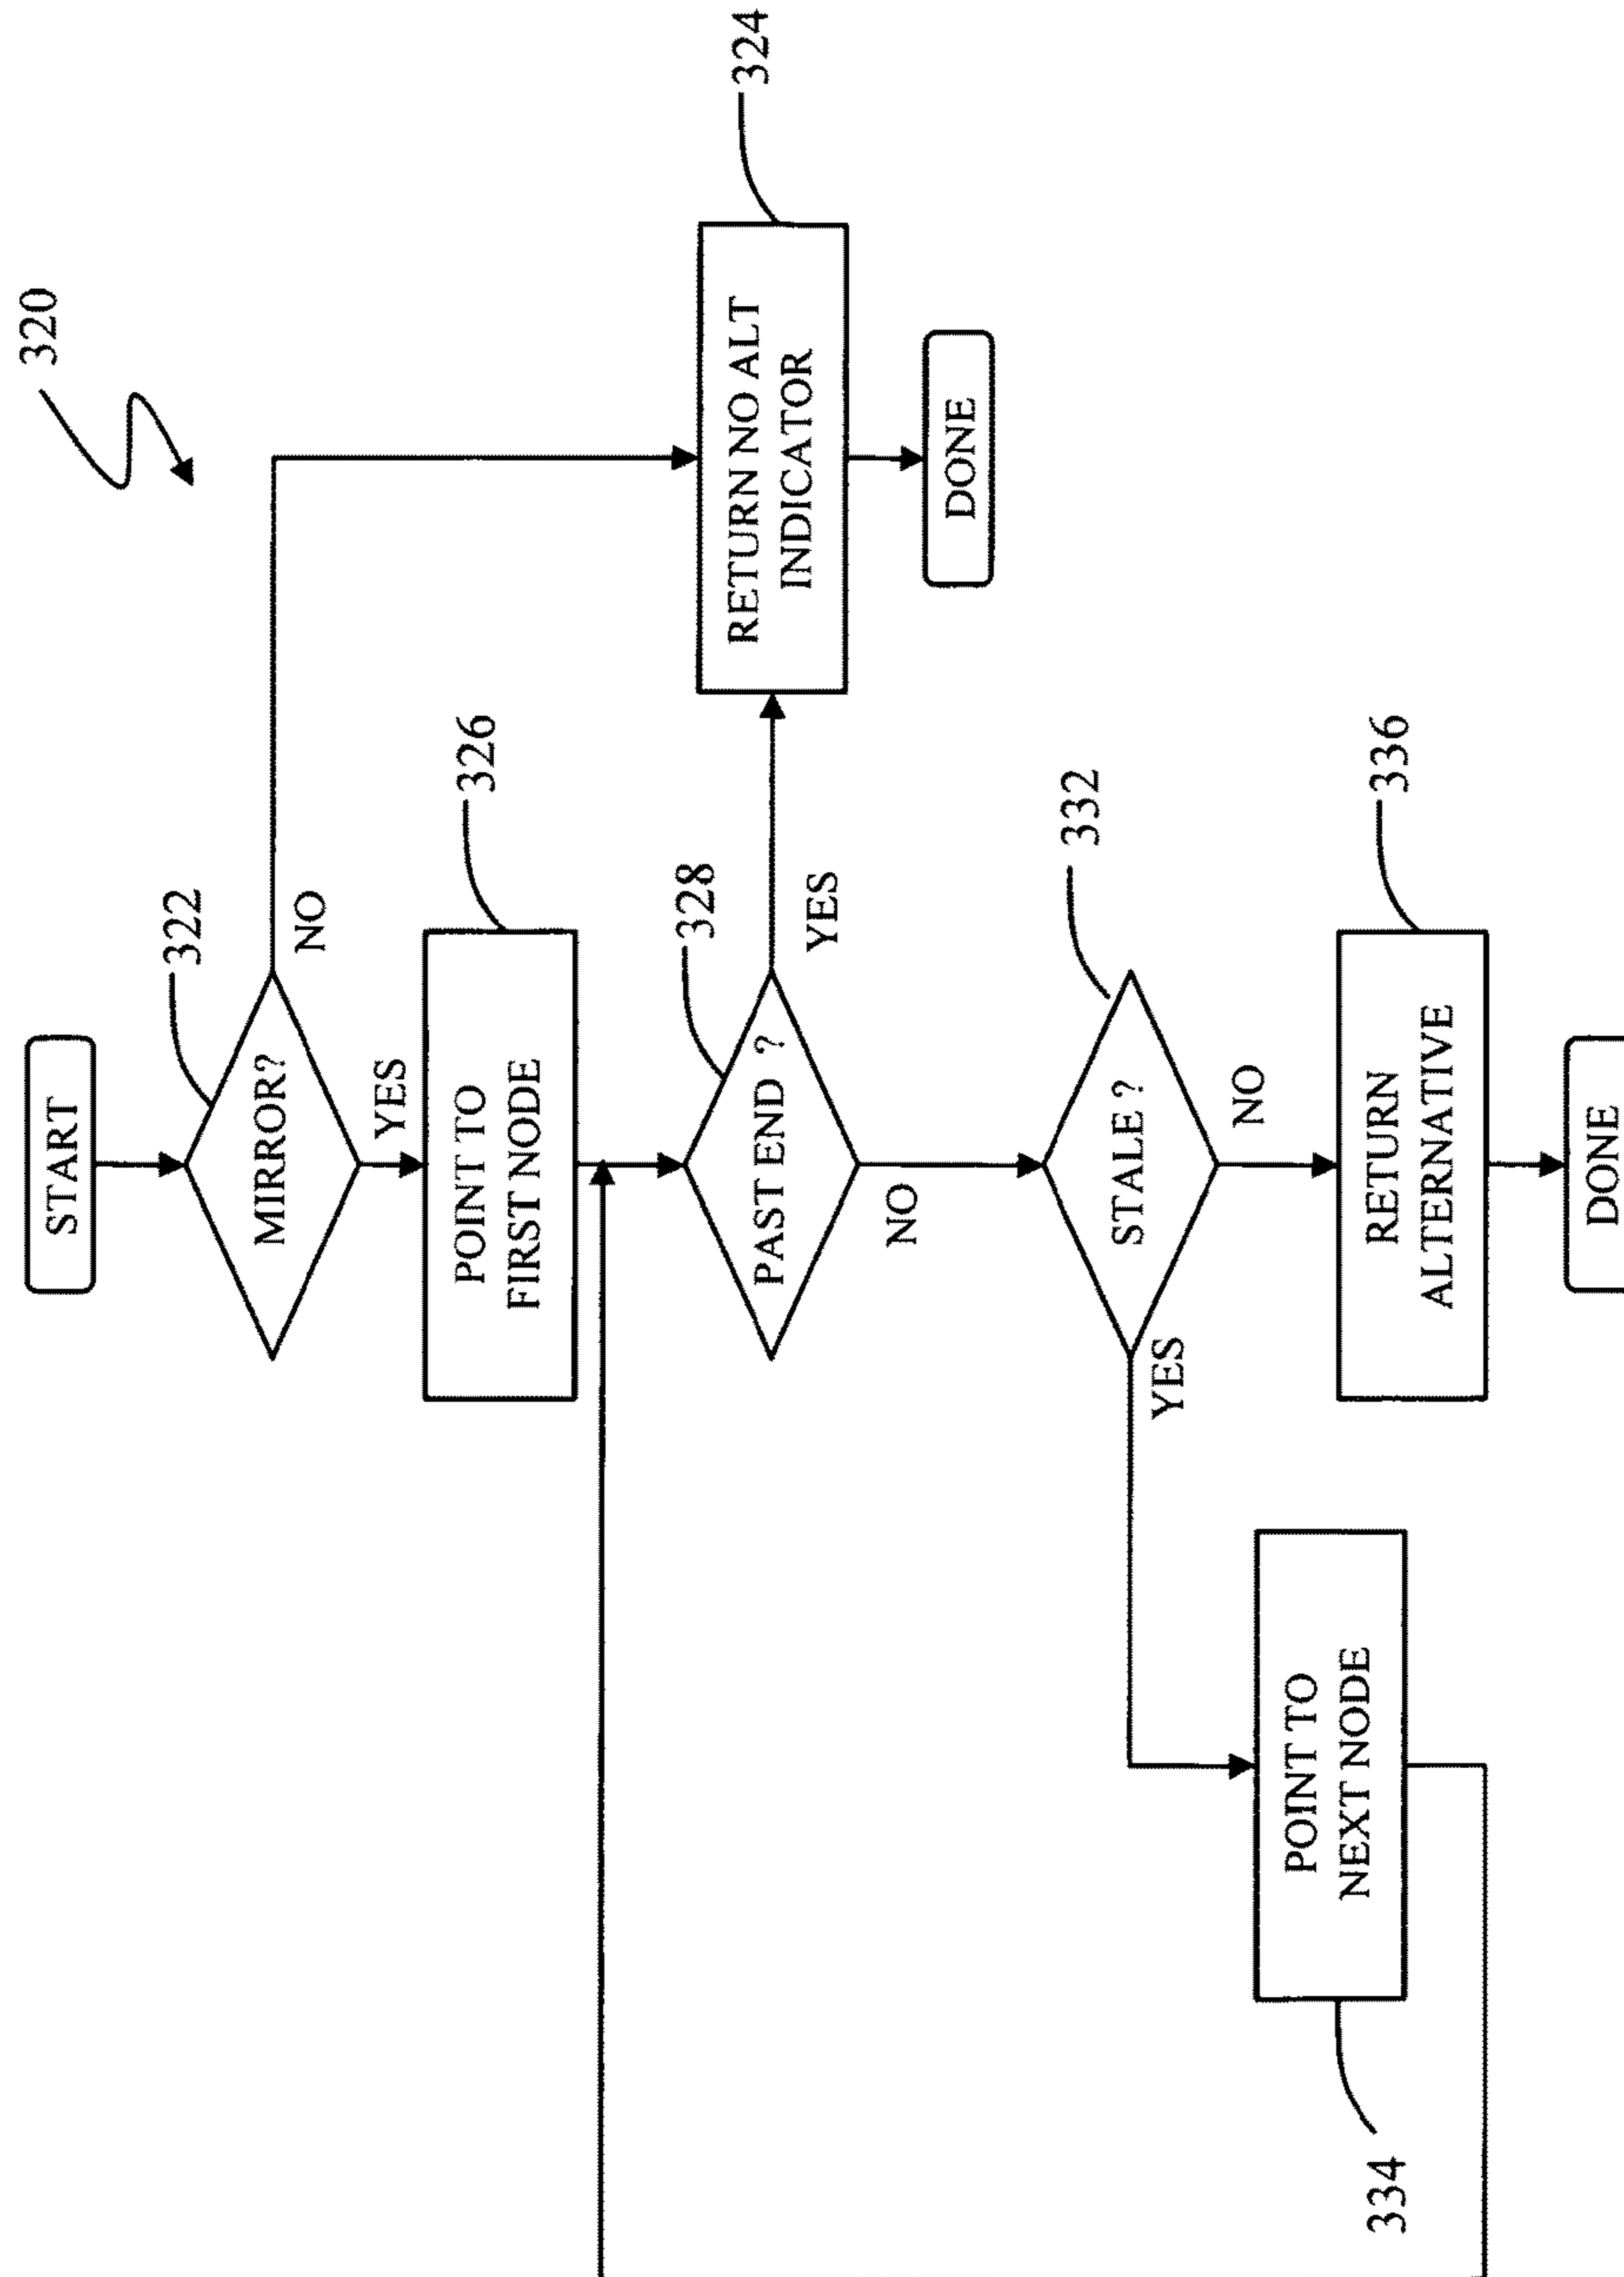 320
START
322
MIRROR?
NO
YES
326
POINT TO
FIRST NODE
328
PAST END ?
YES
324
RETURN NO ALT
INDICATOR
DONE
NO
332
STALE ?
YES
NO
334
POINT TO
NEXT NODE
336
RETURN
ALTERNATIVE
DONE